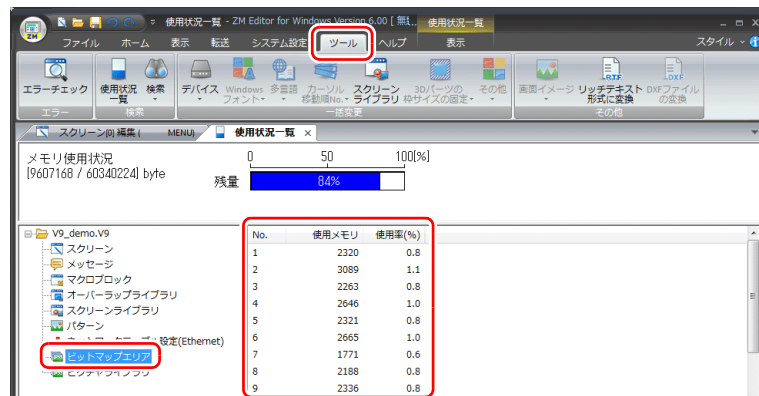 使用状況一覧 - ZM Editor for Windows Version 6.00 [ 無... 使用状況一覧
ZM ファイル ホーム 表示 転送 システム設定 ツール ヘルプ 表示 スタイル
エラーチェック 使用状況一覧 検索 デバイス Windowsフォント 多言語 カーソル移動順No. スクリーンライブラリ 3Dパーツの枠サイズの固定 その他 画面イメージ リッチテキスト形式に変換 DXFファイルの変換
エラー 検索 一括変更 その他
スクリーン[0] 編集 ( MENU) 使用状況一覧 ×
メモリ使用状況 0 50 100[%]
[9607168 / 60340224] byte 残量 84%
V9_demo.V9 No. 使用メモリ 使用率(%)
スクリーン 1 2320 0.8
メッセージ 2 3089 1.1
マクロブロック 3 2263 0.8
オーバーラップライブラリ 4 2646 1.0
スクリーンライブラリ 5 2321 0.8
パターン 6 2665 1.0
設定(Ethernet) 7 1771 0.6
ビットマップエリア 8 2188 0.8
9 2336 0.8